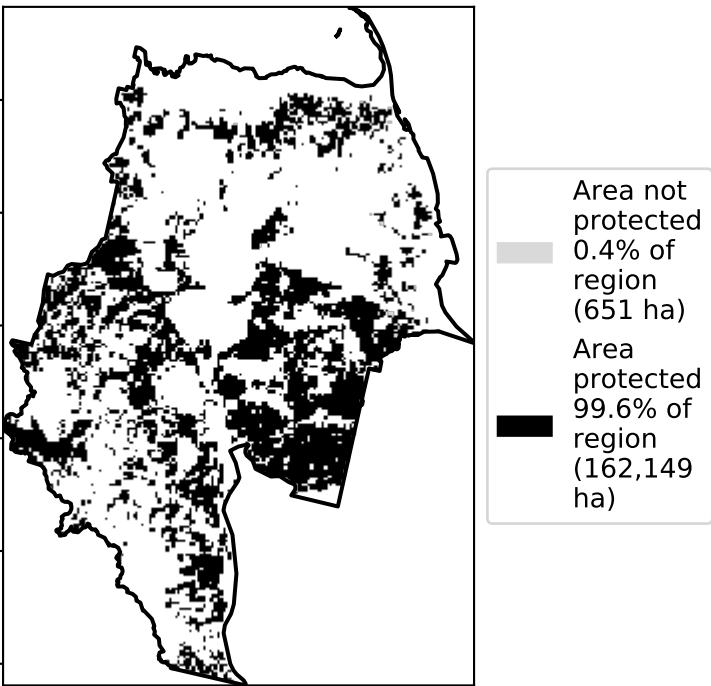 Area not
protected
0.4% of
region
(651 ha)
Area
protected
99.6% of
region
(162,149
ha)